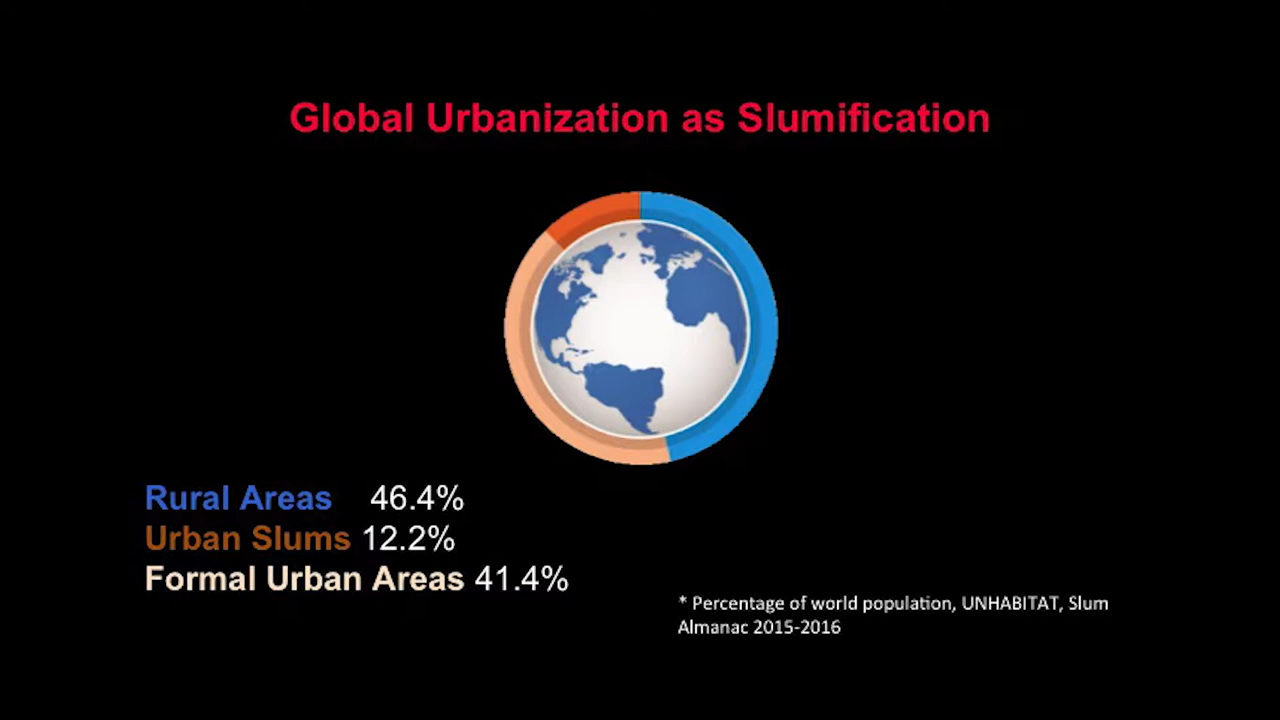 Global Urbanization as Slumification
Rural Areas 46.4%
Urban Slums 12.2%
Formal Urban Areas 41.4%
* Percentage of world population, UNHABITAT, Slum
Almanac 2015-2016